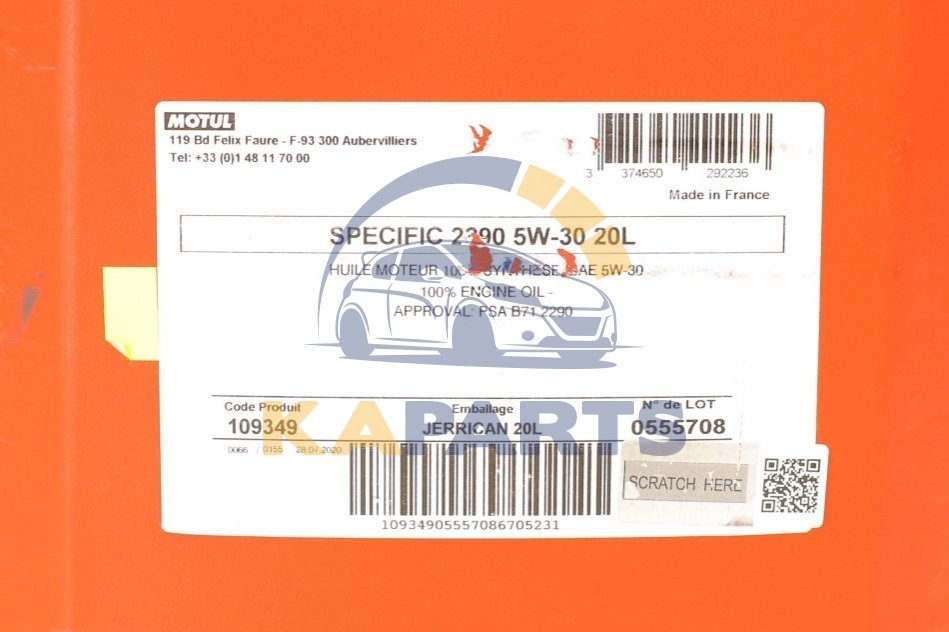 MOTUL
119 Bd Felix Faure - F-93 300 Aubervilliers
Tel: +33 (0)1 48 11 70 00
3 374650 292236
Made in France
SPECIFIC 2290 5W-30 20L
HUILE MOTEUR 100% SYNTHESE, SAE 5W-30
100% ENGINE OIL -
APPROVAL: PSA B71 2290
Code Produit Emballage N° de LOT
109349 JERRICAN 20L 0555708
KAPARTS
0066 / 0155 28.07.2020
SCRATCH HERE
10934905557086705231